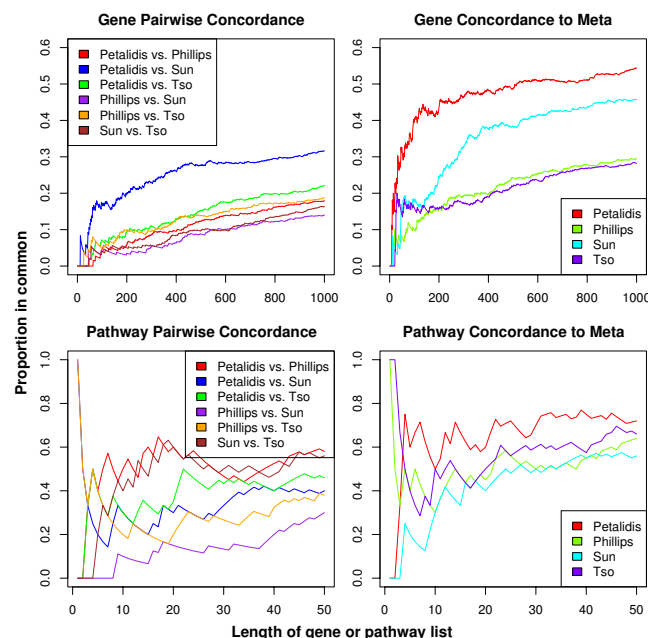 Gene Pairwise Concordance
Gene Concordance to Meta
0.6
0.5
0.4
0.3
0.2
0.1
0.0
Petalidis vs. Phillips
Petalidis vs. Sun
Petalidis vs. Tso
Phillips vs. Sun
Phillips vs. Tso
Sun vs. Tso
0 200 400 600 800 1000
0.6
0.5
0.4
0.3
0.2
0.1
0.0
Petalidis
Phillips
Sun
Tso
0 200 400 600 800 1000
Proportion in common
Pathway Pairwise Concordance
Pathway Concordance to Meta
1.0
0.8
0.6
0.4
0.2
0.0
Petalidis vs. Phillips
Petalidis vs. Sun
Petalidis vs. Tso
Phillips vs. Sun
Phillips vs. Tso
Sun vs. Tso
0 10 20 30 40 50
1.0
0.8
0.6
0.4
0.2
0.0
Petalidis
Phillips
Sun
Tso
0 10 20 30 40 50
Length of gene or pathway list